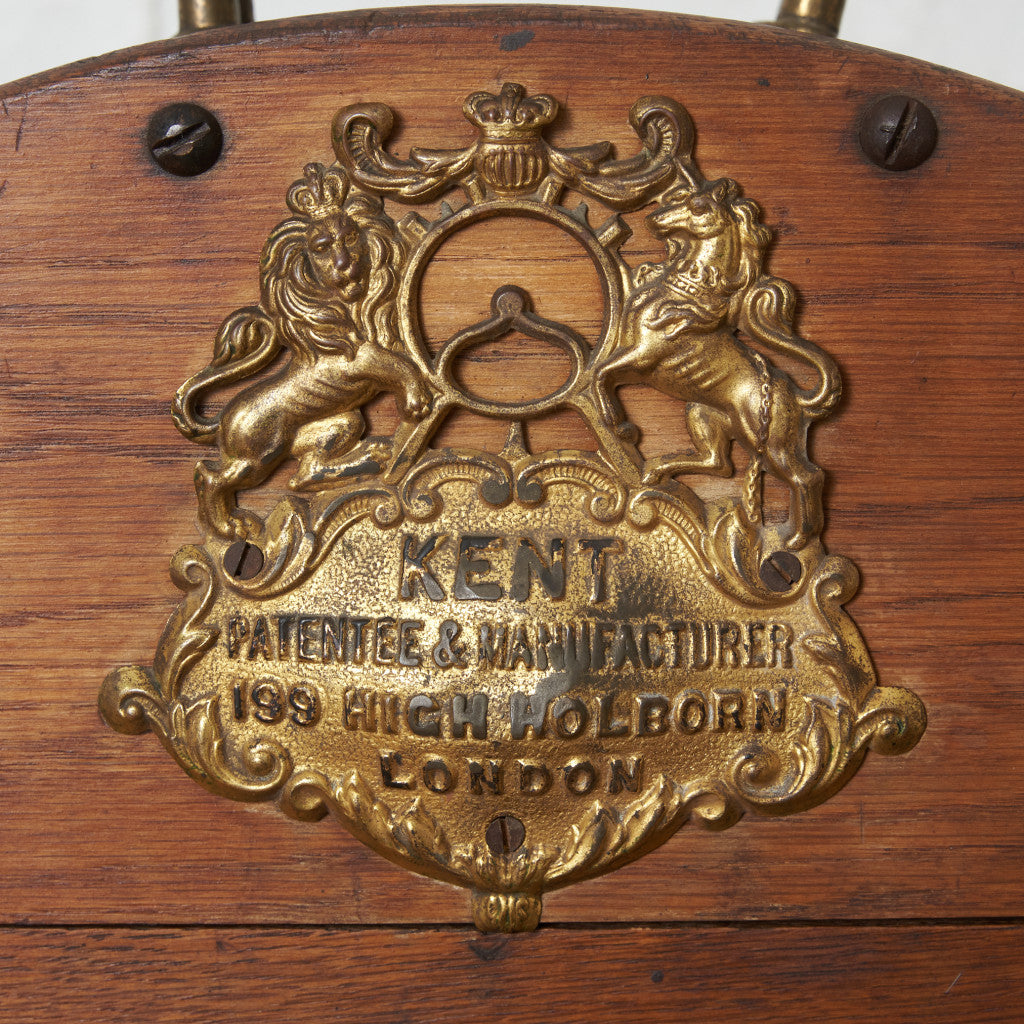 KENT
PATENTEE & MANUFACTURER
199 HIGH HOLBORN
LONDON